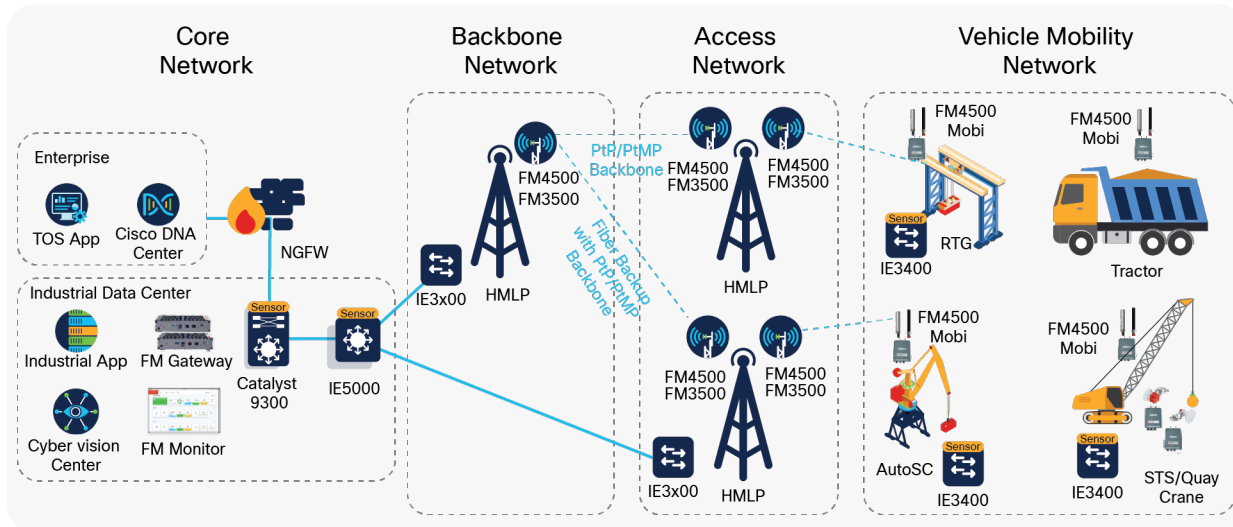 Core
Network
Backbone
Network
Access
Network
Vehicle Mobility
Network
Enterprise
TOS App
Cisco DNA
Center
NGFW
Industrial Data Center
Industrial App
FM Gateway
Cyber vision
Center
FM Monitor
Sensor
Catalyst
9300
Sensor
IE5000
IE3x00
FM4500
FM3500
HMLP
PtP/PtMP
Backbone
Fiber Backup
with PtP/PtMP
Backbone
FM4500
FM3500
FM4500
FM3500
HMLP
FM4500
FM3500
FM4500
FM3500
IE3x00
HMLP
FM4500
Mobi
Sensor
IE3400
RTG
FM4500
Mobi
Tractor
FM4500
Mobi
AutoSC
Sensor
IE3400
FM4500
Mobi
Sensor
IE3400
STS/Quay
Crane